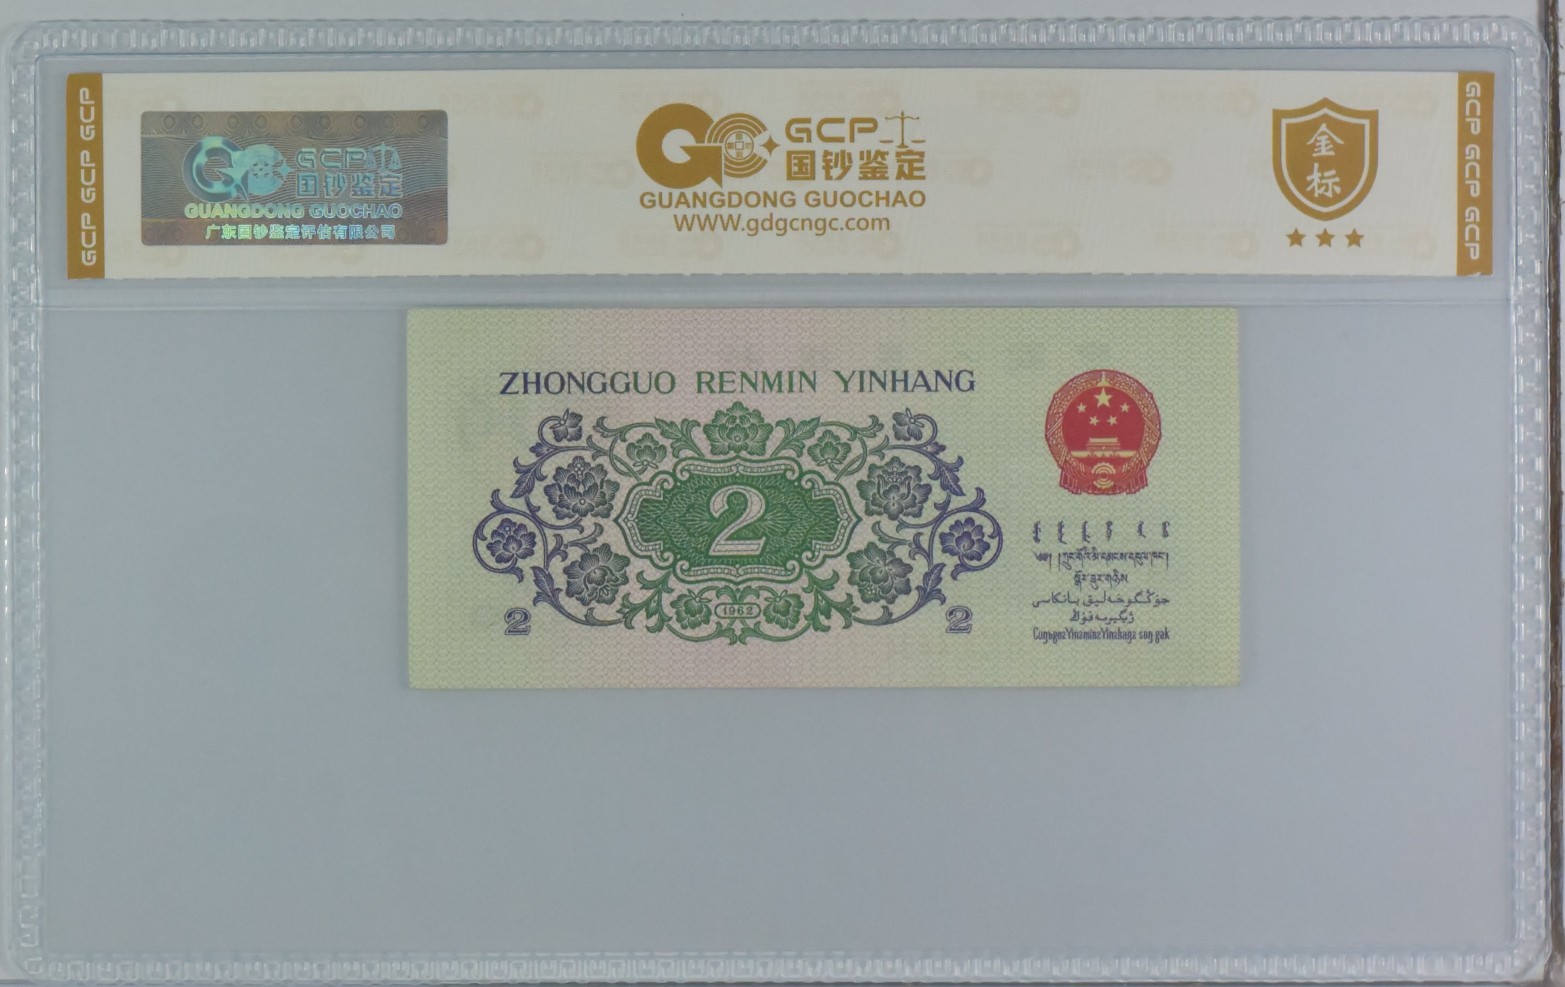 GCP GCP GCP
GCP
国钞鉴定
GUANGDONG GUOCHAO
广东国钞鉴定评估有限公司
GCP
国钞鉴定
GUANGDONG GUOCHAO
WWW.gdgcngc.com
金
标
GCP GCP GCP
ZHONGGUO RENMIN YINHANG
2
1962
2
2